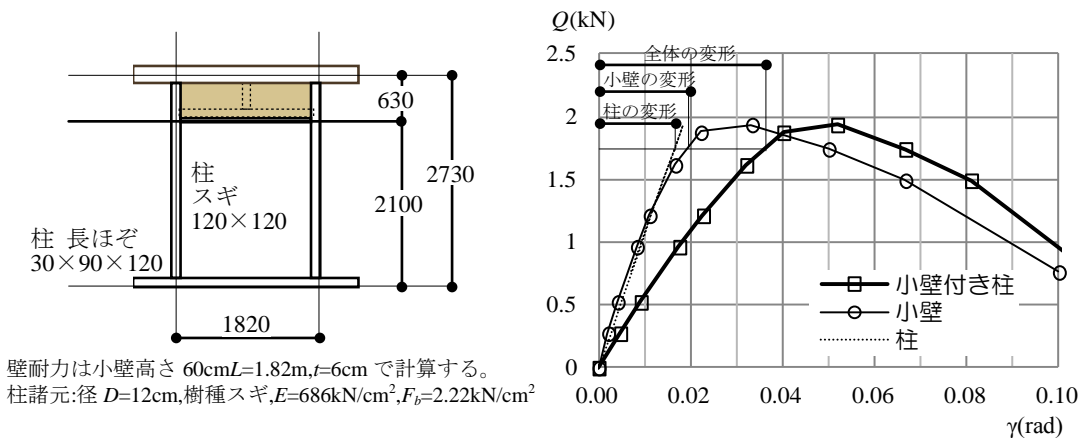 630
2730
2100
柱
スギ
120×120
柱 長ほぞ
30×90×120
1820
壁耐力は小壁高さ 60cmL=1.82m,t=6cm で計算する。
柱諸元:径 D=12cm,樹種スギ,E=686kN/cm²,F_b=2.22kN/cm²
Q(kN)
2.5
2
1.5
1
0.5
0
全体の変形
小壁の変形
柱の変形
小壁付き柱
小壁
柱
0.00 0.02 0.04 0.06 0.08 0.10
γ(rad)